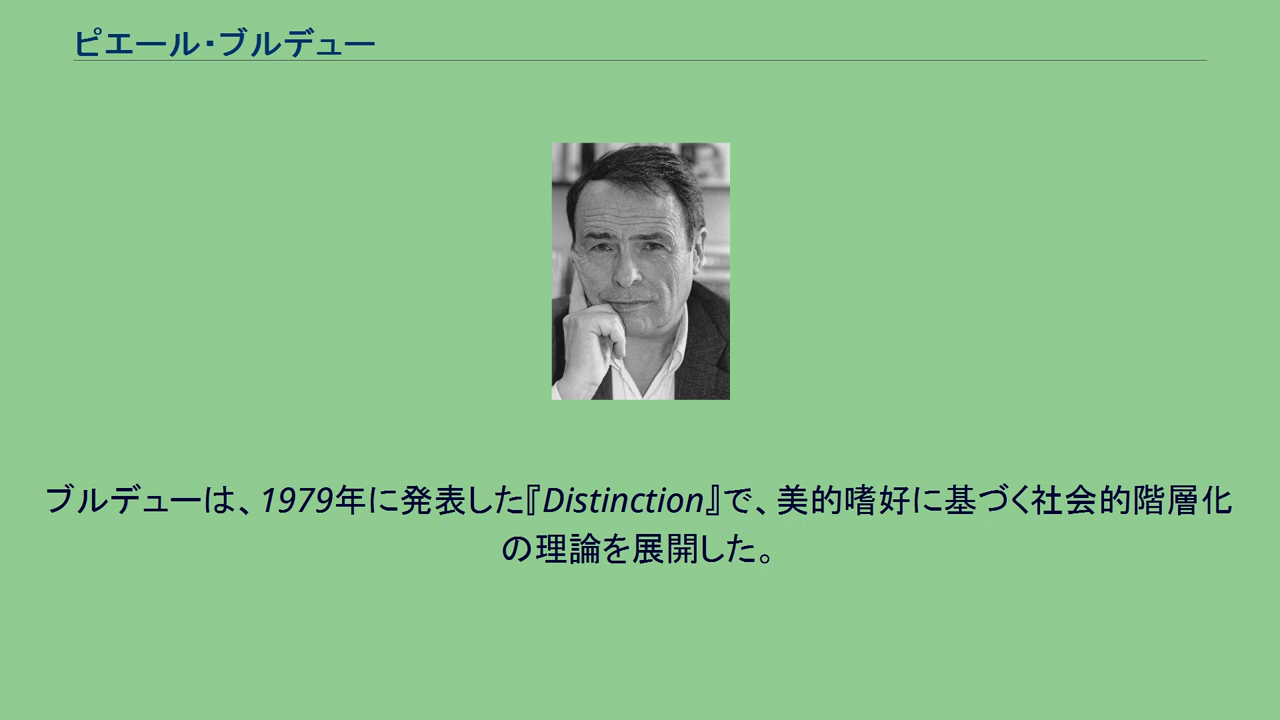 ピエール・ブルデュー
ブルデューは、1979年に発表した『Distinction』で、美的嗜好に基づく社会的階層化
の理論を展開した。